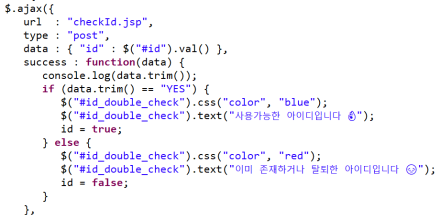 $.ajax({
url : "checkId.jsp",
type : "post",
data : { "id" : $("#id").val() },
success : function(data) {
console.log(data.trim());
if (data.trim() == "YES") {
$("#id_double_check").css("color", "blue");
$("#id_double_check").text("사용가능한 아이디입니다 ");
id = true;
} else {
$("#id_double_check").css("color", "red");
$("#id_double_check").text("이미 존재하거나 탈퇴한 아이디입니다 ");
id = false;
}
},